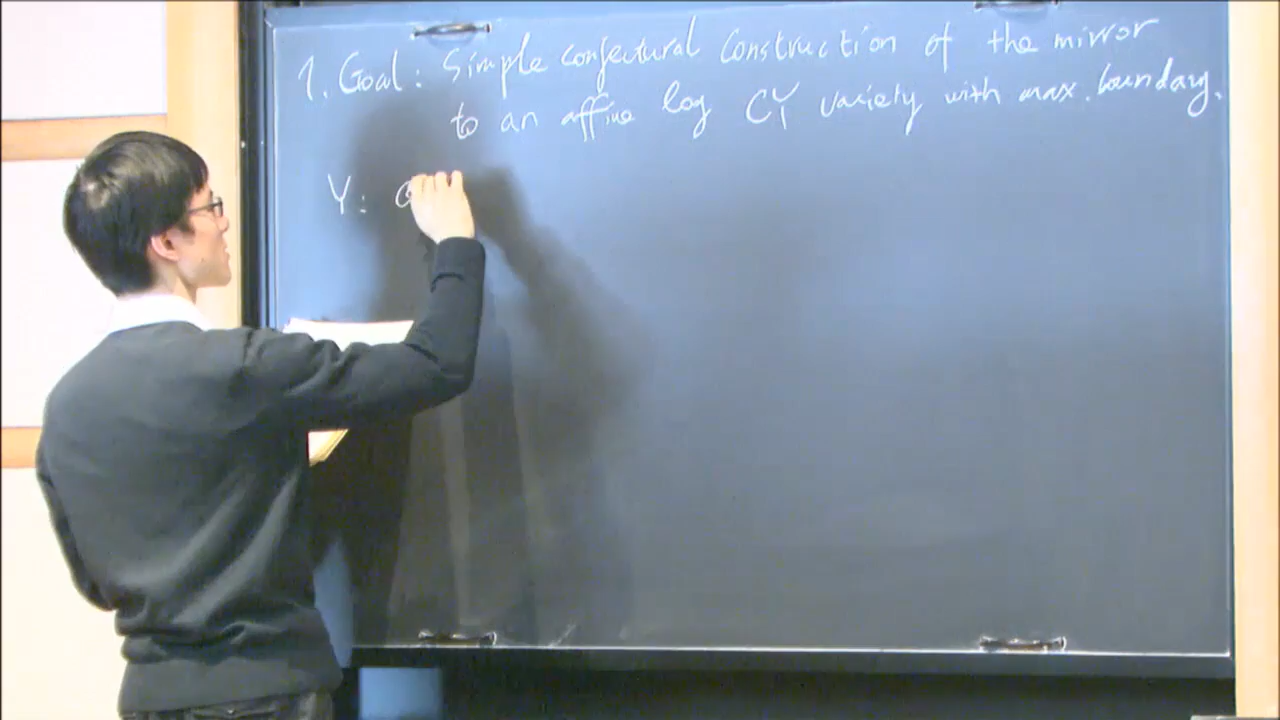 1. Goal: Simple conjectural construction of the mirror
to an affine log CY variety with max. boundary.
Y: